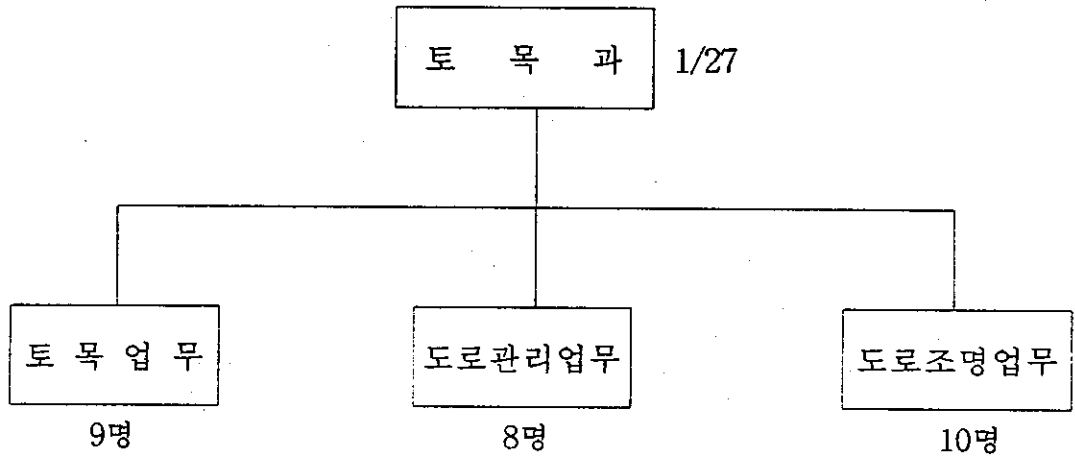 토 목 과 1/27
토 목 업 무 도로관리업무 도로조명업무
9명 8명 10명